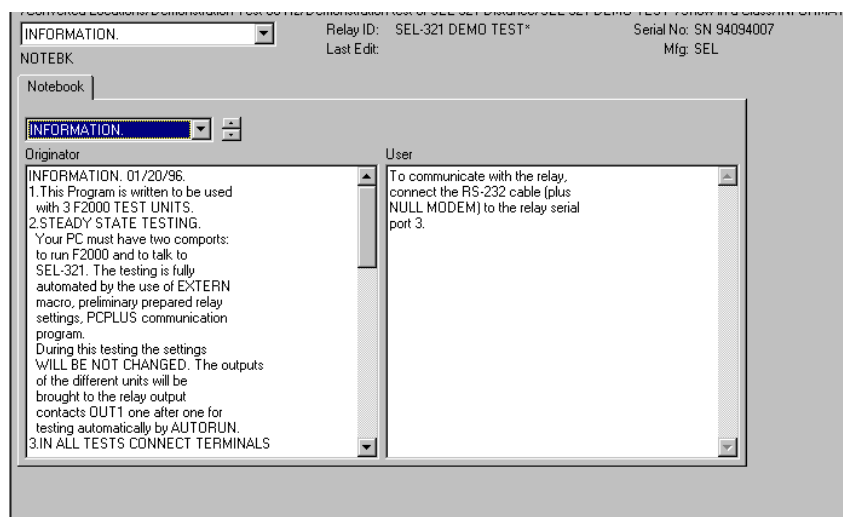 INFORMATION.
Relay ID: SEL-321 DEMO TEST* Serial No: SN 94094007
Last Edit: Mfg: SEL
NOTEBK
Notebook
INFORMATION.
Originator
INFORMATION. 01/20/96.
1.This Program is written to be used
with 3 F2000 TEST UNITS.
2.STEADY STATE TESTING.
Your PC must have two comports:
to run F2000 and to talk to
SEL-321. The testing is fully
automated by the use of EXTERN
macro, preliminary prepared relay
settings, PCPLUS communication
program.
During this testing the settings
WILL BE NOT CHANGED. The outputs
of the different units will be
brought to the relay output
contacts OUT1 one after one for
testing automatically by AUTORUN.
3.IN ALL TESTS CONNECT TERMINALS
User
To communicate with the relay,
connect the RS-232 cable (plus
NULL MODEM) to the relay serial
port 3.